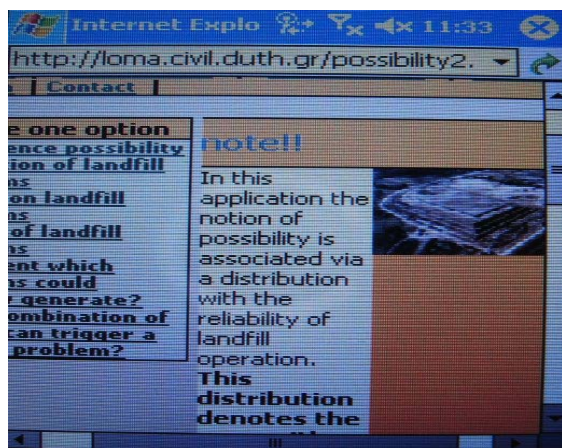 Internet Explo 11:33
http://loma.civil.duth.gr/possibility2.
Contact
e one option
ence possibility
ion of landfill
ns
on landfill
ns
of landfill
ns
ent which
ns could
generate?
ombination of
can trigger a
problem?
note!!
In this
application the
notion of
possibility is
associated via
a distribution
with the
reliability of
landfill
operation.
This
distribution
denotes the